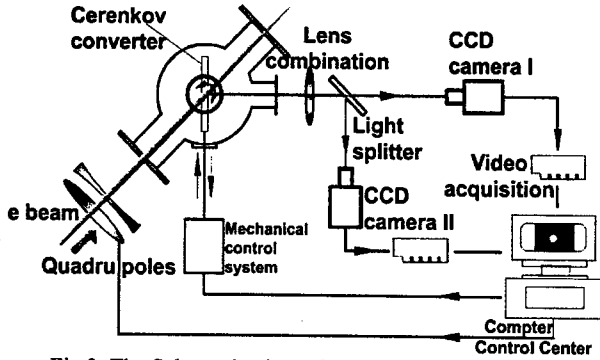 Cerenkov
converter
Lens
combination
CCD
camera I
Light
splitter
Video
acquisition
CCD
camera II
e beam
Quadru poles
Mechanical
control
system
Compter
Control Center